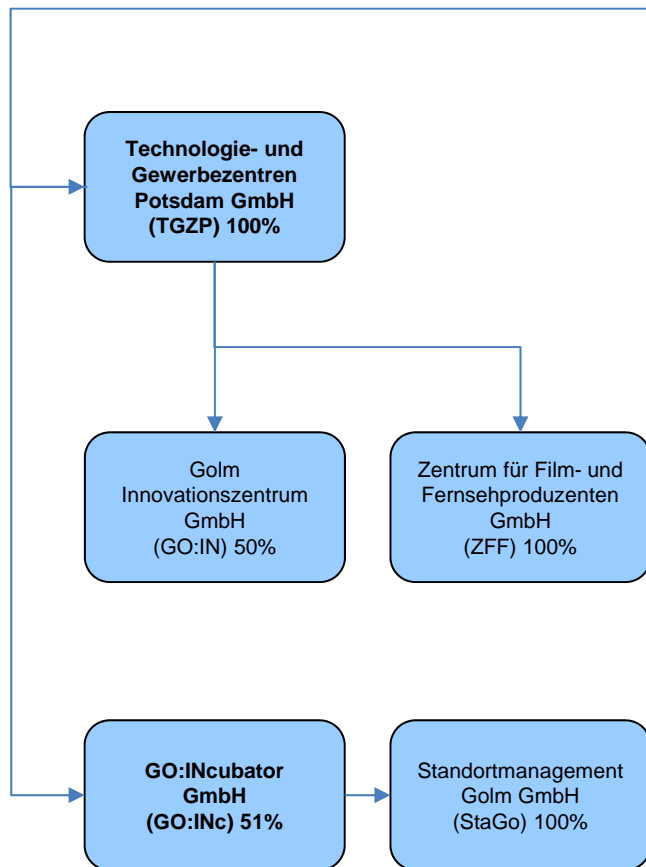 Technologie- und
Gewerbezentren
Potsdam GmbH
(TGZP) 100%
Golm
Innovationszentrum
GmbH
(GO:IN) 50%
Zentrum für Film- und
Fernsehproduzenten
GmbH
(ZFF) 100%
GO:INcubator
GmbH
(GO:INc) 51%
Standortmanagement
Golm GmbH
(StaGo) 100%